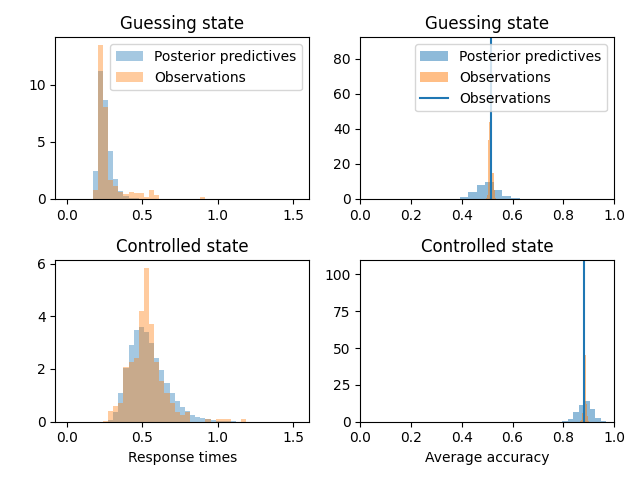 Guessing state
Guessing state
Posterior predictives
Observations
Posterior predictives
Observations
Observations
10
5
0
0.0 0.5 1.0 1.5
80
60
40
20
0
0.0 0.2 0.4 0.6 0.8 1.0
Controlled state
Controlled state
6
4
2
0
0.0 0.5 1.0 1.5
Response times
100
75
50
25
0
0.0 0.2 0.4 0.6 0.8 1.0
Average accuracy